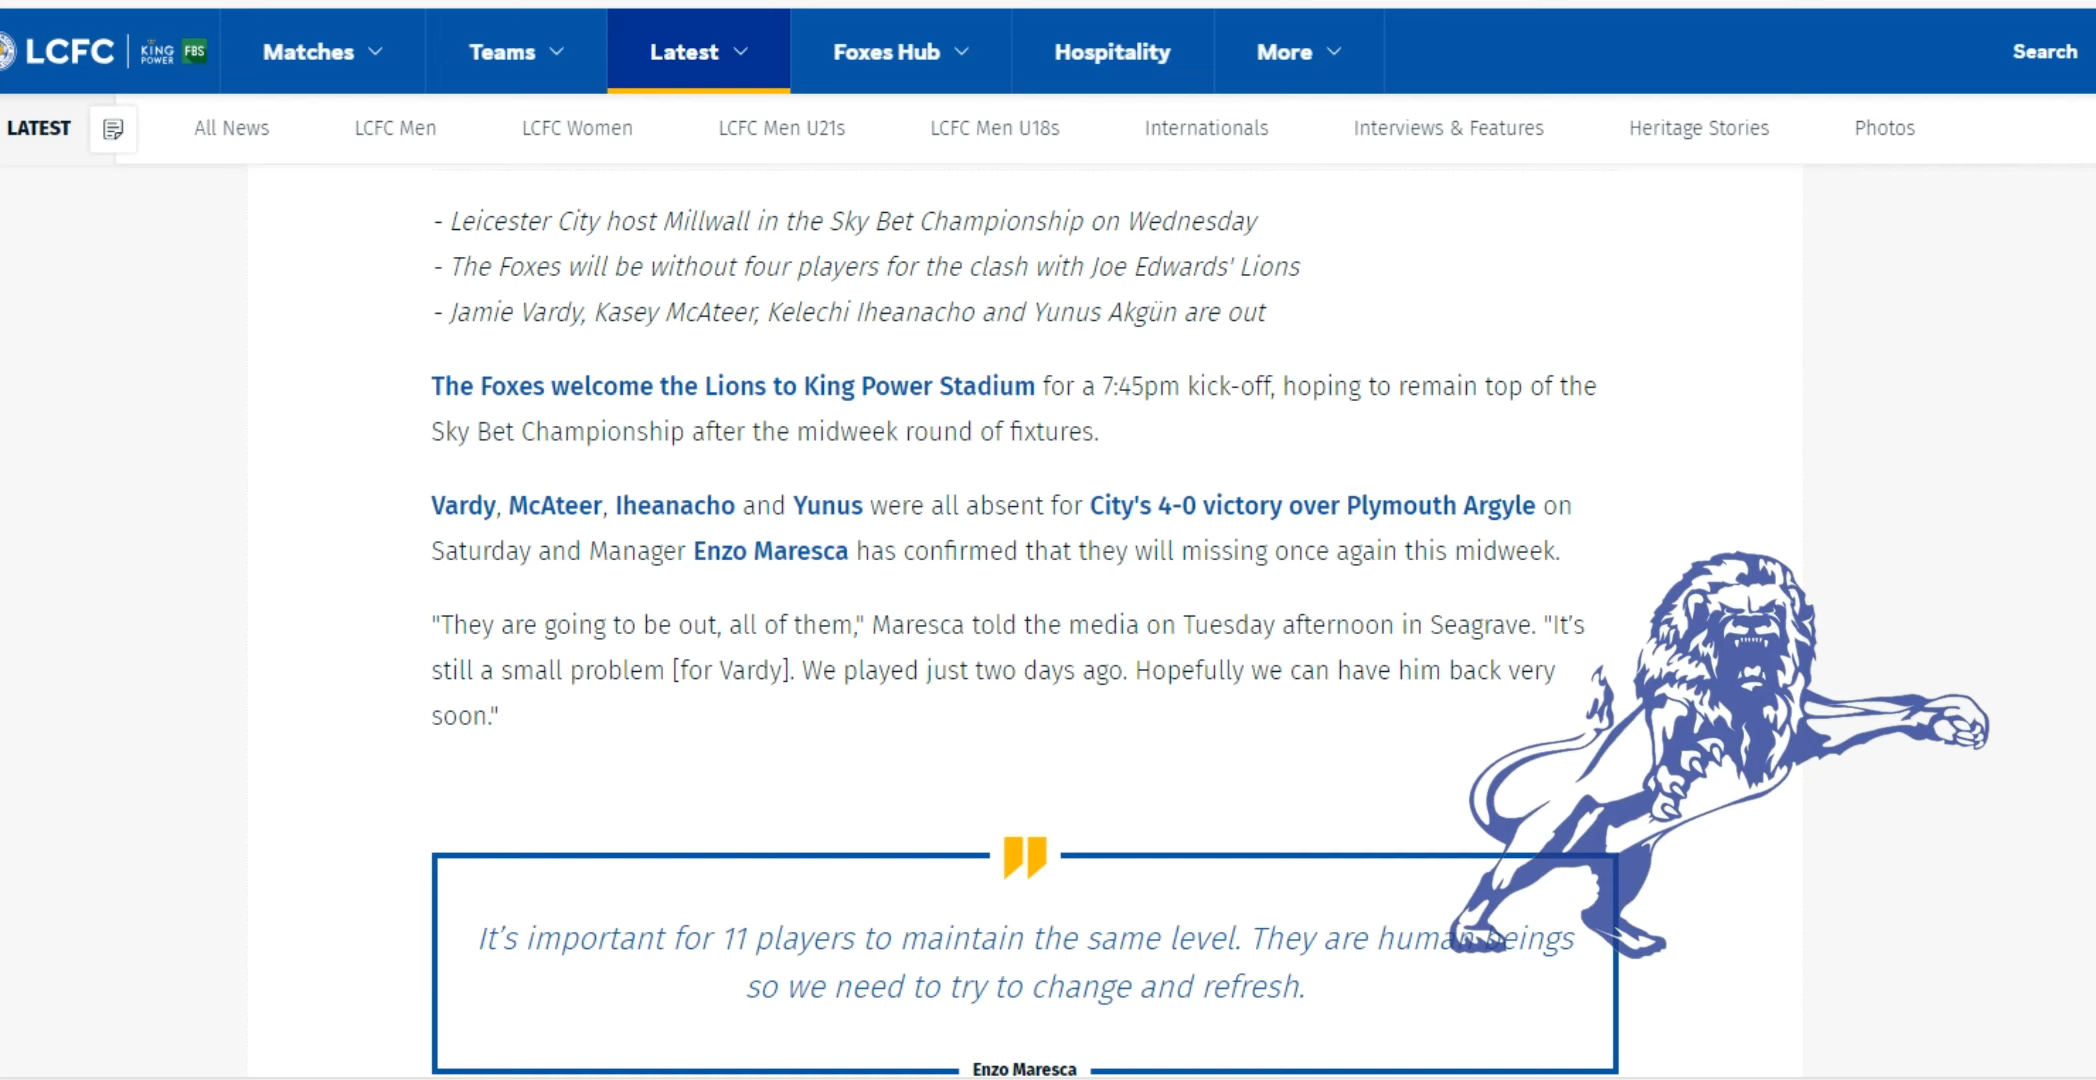 LCFC KING POWER FBS Matches Teams Latest Foxes Hub Hospitality More Search
LATEST All News LCFC Men LCFC Women LCFC Men U21s LCFC Men U18s Internationals Interviews & Features Heritage Stories Photos
- Leicester City host Millwall in the Sky Bet Championship on Wednesday
- The Foxes will be without four players for the clash with Joe Edwards' Lions
- Jamie Vardy, Kasey McAteer, Kelechi Iheanacho and Yunus Akgün are out
The Foxes welcome the Lions to King Power Stadium for a 7:45pm kick-off, hoping to remain top of the
Sky Bet Championship after the midweek round of fixtures.
Vardy, McAteer, Iheanacho and Yunus were all absent for City's 4-0 victory over Plymouth Argyle on
Saturday and Manager Enzo Maresca has confirmed that they will missing once again this midweek.
"They are going to be out, all of them," Maresca told the media on Tuesday afternoon in Seagrave. "It’s
still a small problem [for Vardy]. We played just two days ago. Hopefully we can have him back very
soon."
It’s important for 11 players to maintain the same level. They are human beings
so we need to try to change and refresh.
Enzo Maresca